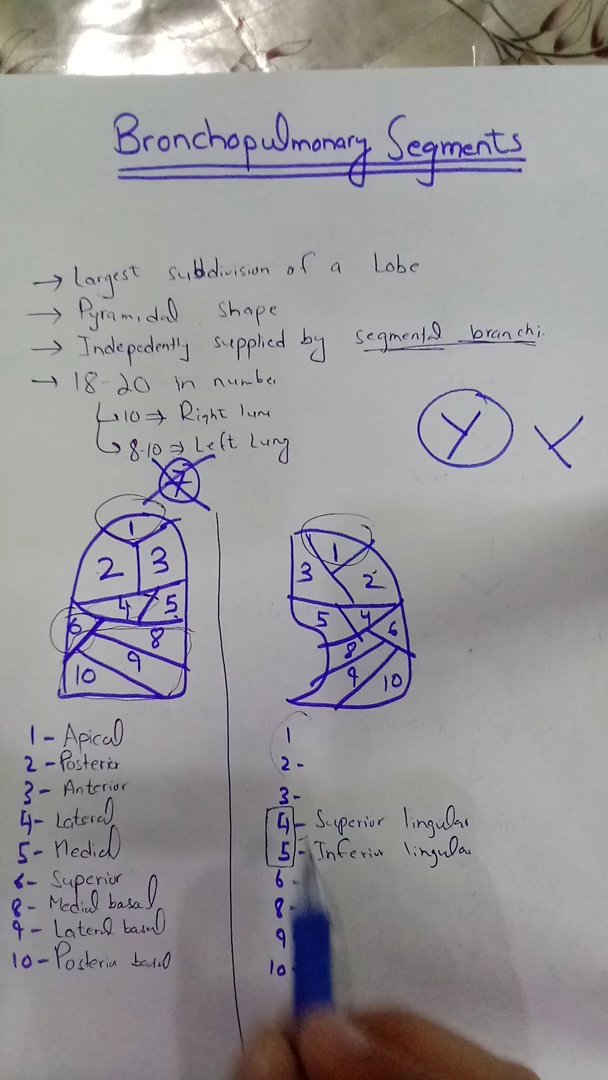 Bronchopulmonary Segments
→ Largest subdivision of a Lobe
→ Pyramidal shape
→ Indepedently supplied by segmental branchi.
→ 18-20 in number
↳ 10 ⇒ Right lun
↳ 8-10 ⇒ Left Lung
7
1
2 3
4 5
6 8
9
10
1
3 2
5 4 6
8
9 10
1 - Apical
2 - Posterior
3 - Anterior
4 - Lateral
5 - Medial
6 - Superior
8 - Medial basal
9 - Lateral basal
10 - Posterior basal
1
2 -
3 -
4 - Superior lingular
5 - Inferior lingular
6 -
8 -
9
10